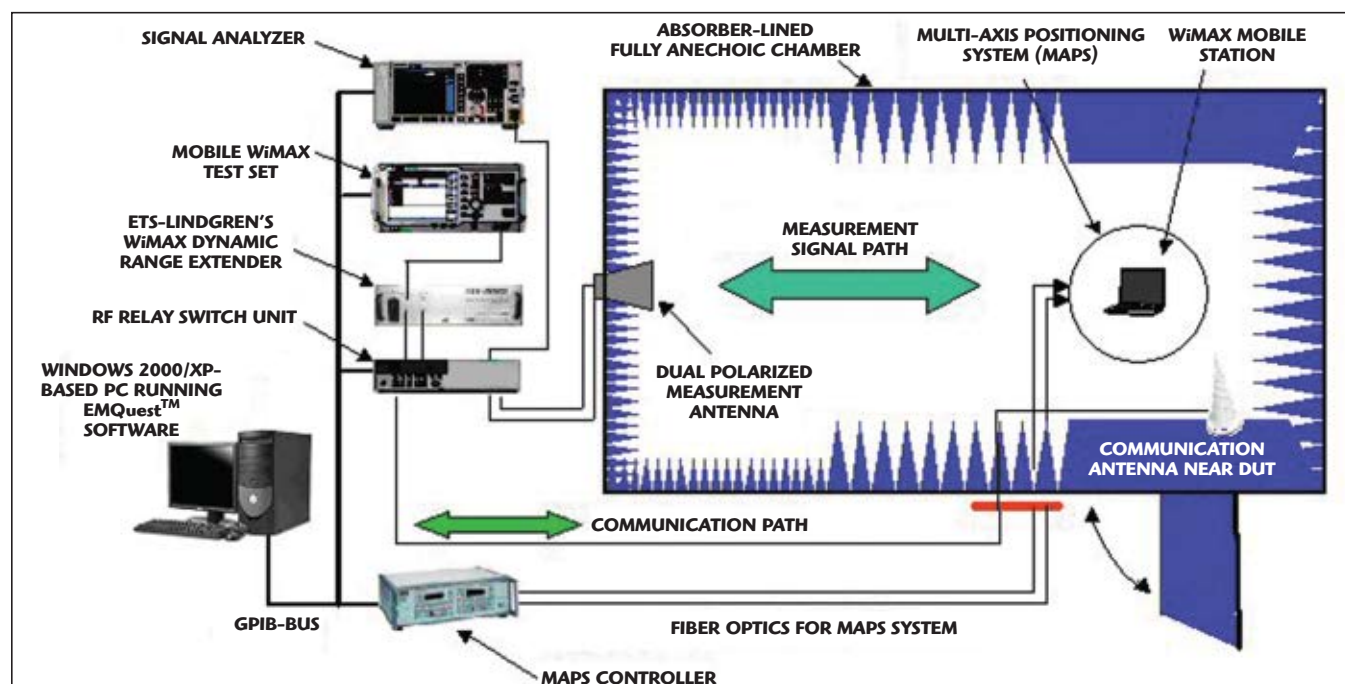 SIGNAL ANALYZER
MOBILE WiMAX
TEST SET
ETS-LINDGREN'S
WiMAX DYNAMIC
RANGE EXTENDER
RF RELAY SWITCH UNIT
WINDOWS 2000/XP-
BASED PC RUNNING
EMQuest™
SOFTWARE
GPIB-BUS
MAPS CONTROLLER
FIBER OPTICS FOR MAPS SYSTEM
COMMUNICATION PATH
ABSORBER-LINED
FULLY ANECHOIC CHAMBER
MULTI-AXIS POSITIONING
SYSTEM (MAPS)
WiMAX MOBILE
STATION
MEASUREMENT
SIGNAL PATH
DUAL POLARIZED
MEASUREMENT
ANTENNA
COMMUNICATION
ANTENNA NEAR DUT